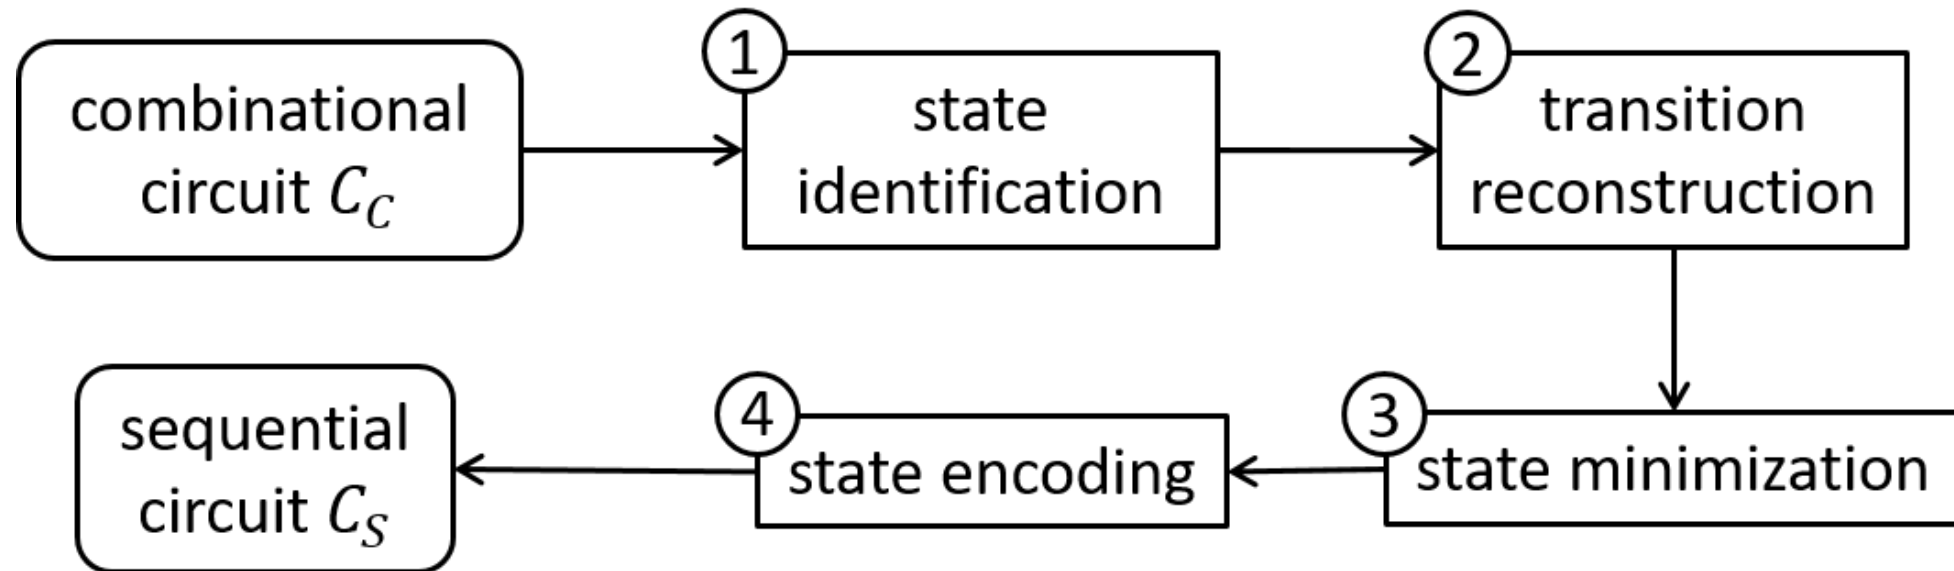 combinational
circuit C_C
1
state
identification
2
transition
reconstruction
3
state minimization
4
state encoding
sequential
circuit C_S